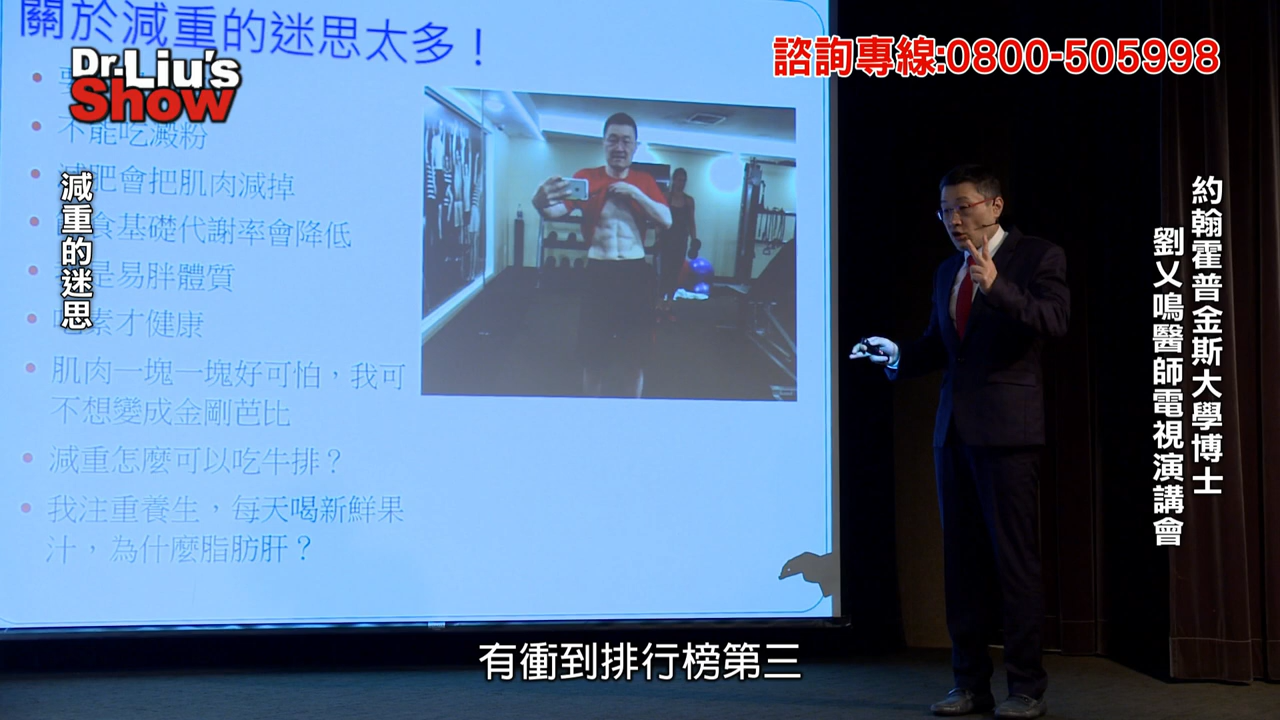 關於減重的迷思太多！
Dr.Liu's
Show
諮詢專線:0800-505998
不能吃澱粉
減肥會把肌肉減掉
食基礎代謝率會降低
是易胖體質
素才健康
肌肉一塊一塊好可怕，我可
不想變成金剛芭比
減重怎麼可以吃牛排？
我注重養生，每天喝新鮮果
汁，為什麼脂肪肝？
減重的迷思
約翰霍普金斯大學博士
劉乂鳴醫師電視演講會
有衝到排行榜第三